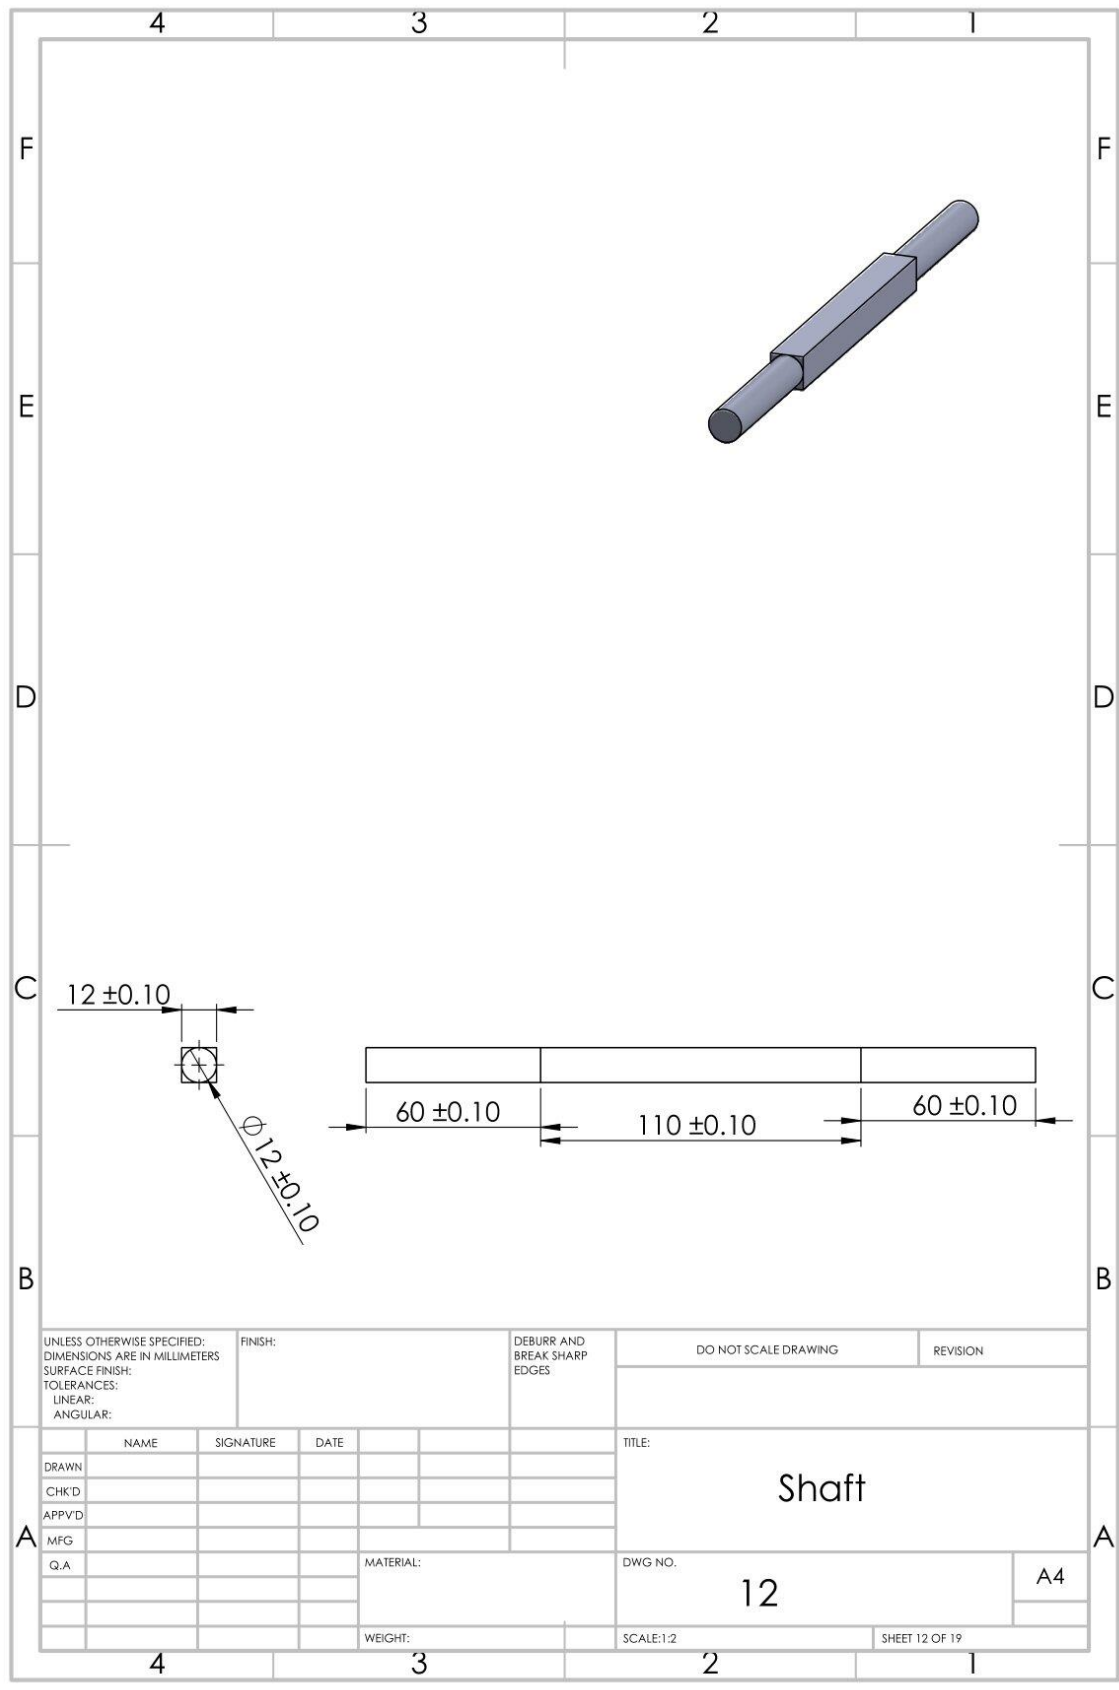 4 3 2 1
F F
E E
D D
C C
12 ±0.10
60 ±0.10
110 ±0.10
60 ±0.10
∅12 ±0.10
B B
UNLESS OTHERWISE SPECIFIED:
DIMENSIONS ARE IN MILLIMETERS
SURFACE FINISH:
TOLERANCES:
LINEAR:
ANGULAR:
FINISH:
DEBURR AND
BREAK SHARP
EDGES
DO NOT SCALE DRAWING
REVISION
NAME SIGNATURE DATE
DRAWN
CHK'D
APPV'D
MFG
Q.A
A A
TITLE:
Shaft
MATERIAL:
DWG NO.
12
A4
WEIGHT:
SCALE:1:2
SHEET 12 OF 19
4 3 2 1